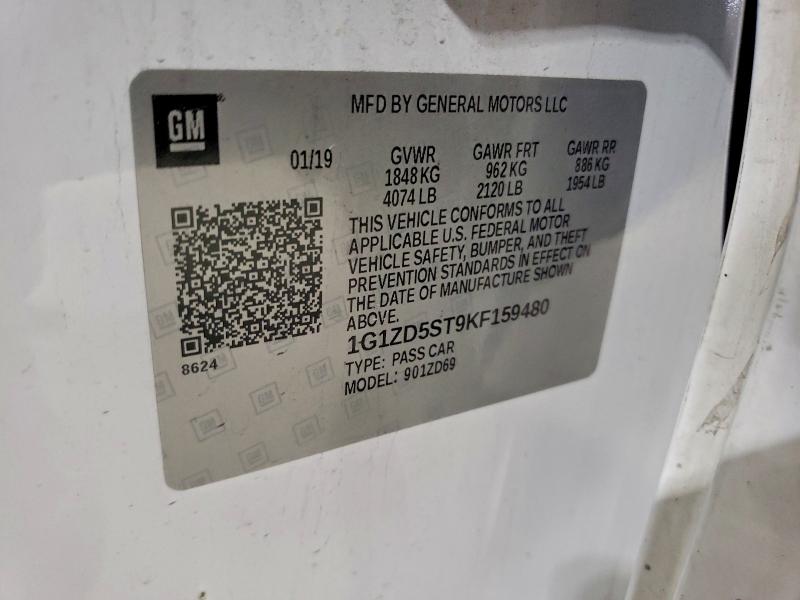 GM
MFD BY GENERAL MOTORS LLC
01/19
GVWR
1848 KG
4074 LB
GAWR FRT
962 KG
2120 LB
GAWR RR
886 KG
1954 LB
THIS VEHICLE CONFORMS TO ALL
APPLICABLE U.S. FEDERAL MOTOR
VEHICLE SAFETY, BUMPER, AND THEFT
PREVENTION STANDARDS IN EFFECT ON
THE DATE OF MANUFACTURE SHOWN
ABOVE.
1G1ZD5ST9KF159480
TYPE: PASS CAR
MODEL: 901ZD69
8624